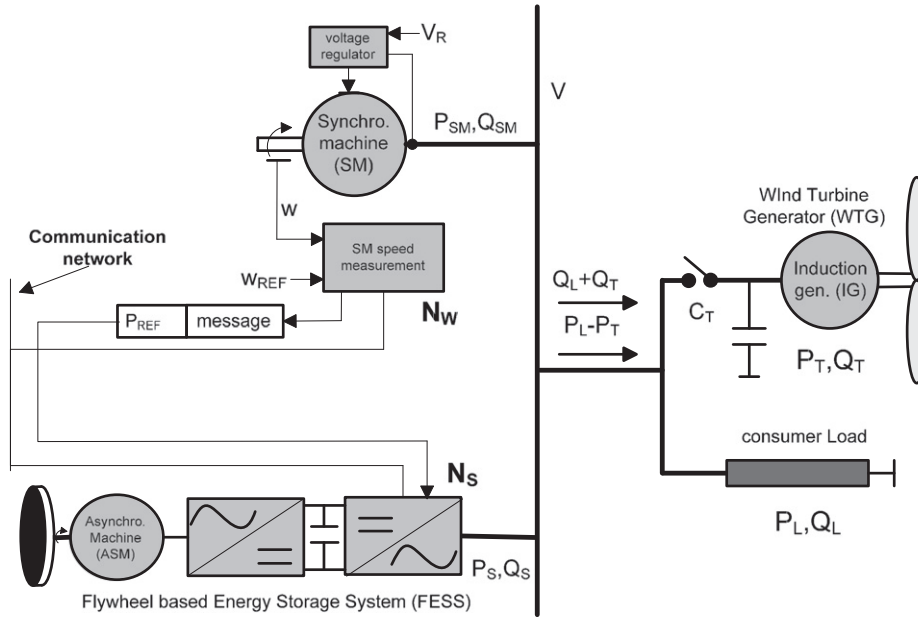 voltage
regulator
V_R
Synchro.
machine
(SM)
P_SM,Q_SM
V
w
SM speed
measurement
w_REF
N_W
Communication
network
P_REF
message
N_S
Asynchro.
Machine
(ASM)
P_S,Q_S
Flywheel based Energy Storage System (FESS)
Q_L+Q_T
P_L-P_T
C_T
WInd Turbine
Generator (WTG)
Induction
gen. (IG)
P_T,Q_T
consumer Load
P_L,Q_L